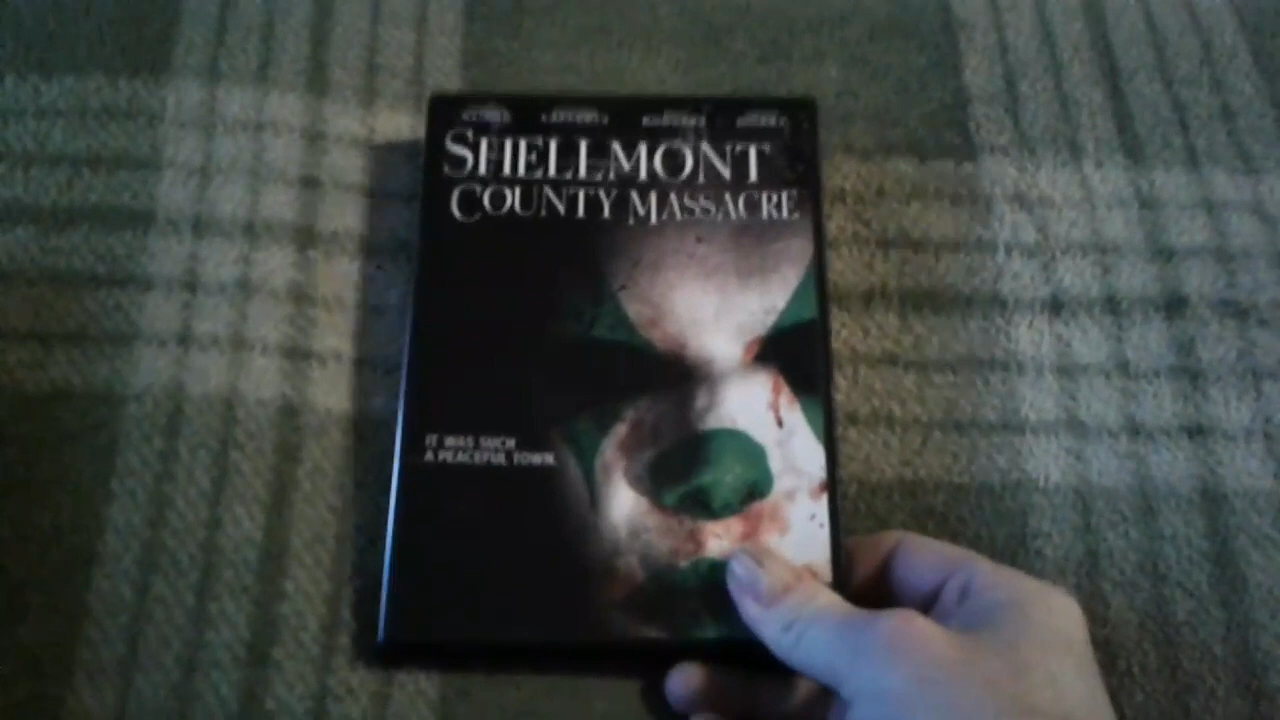 SHELLMONT
COUNTY MASSACRE
IT WAS SUCH
A PEACEFUL TOWN.